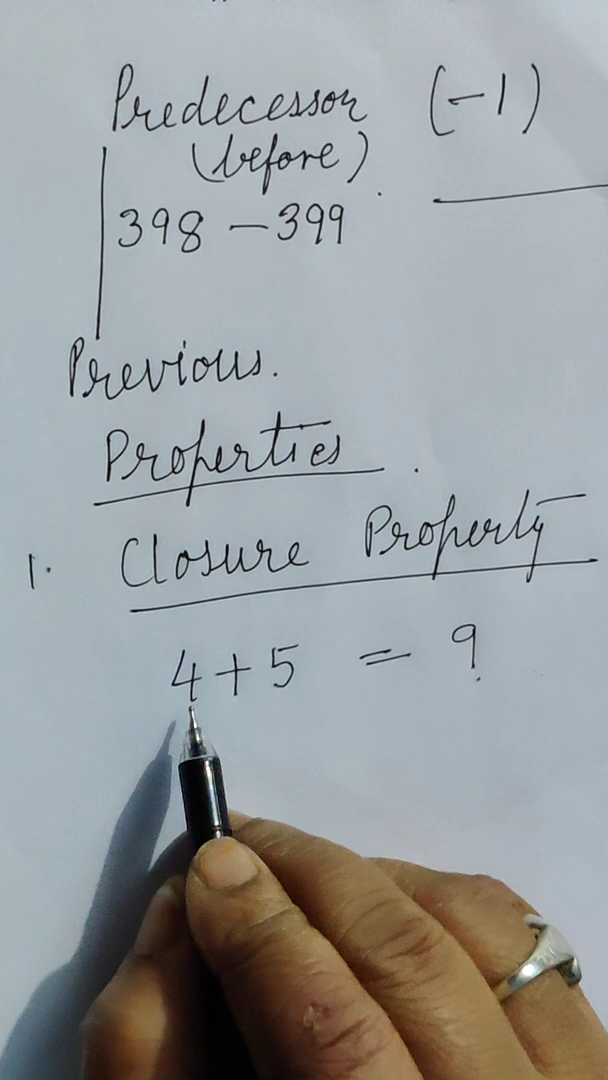 Predecessor (-1)
(before)
398 - 399
Previous.
Properties.
1. Closure Property
4 + 5 = 9.